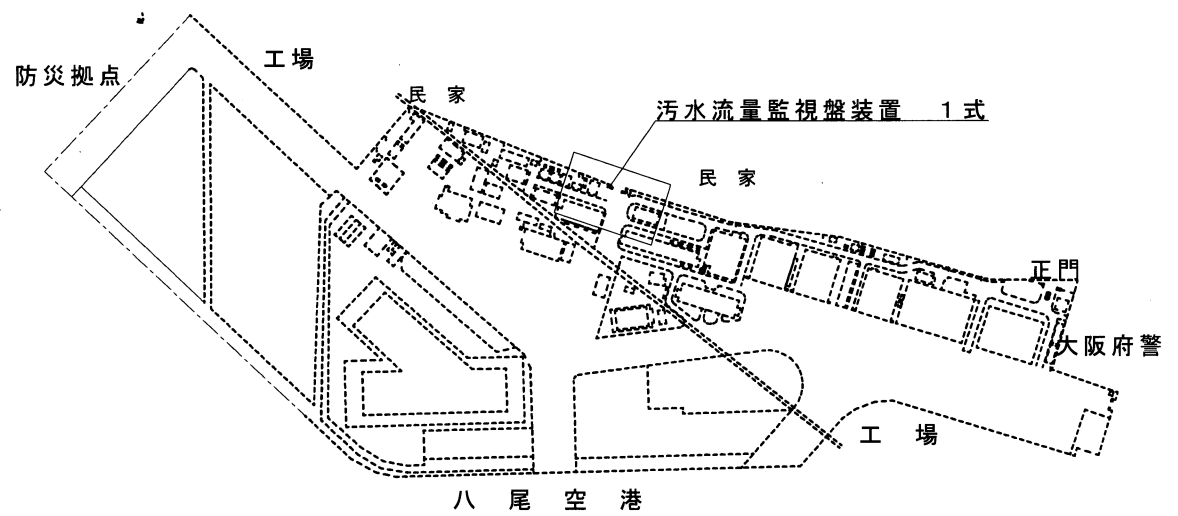 工場
防災拠点
民家
汚水流量監視盤装置　1式
民家
正門
大阪府警
工場
八尾空港